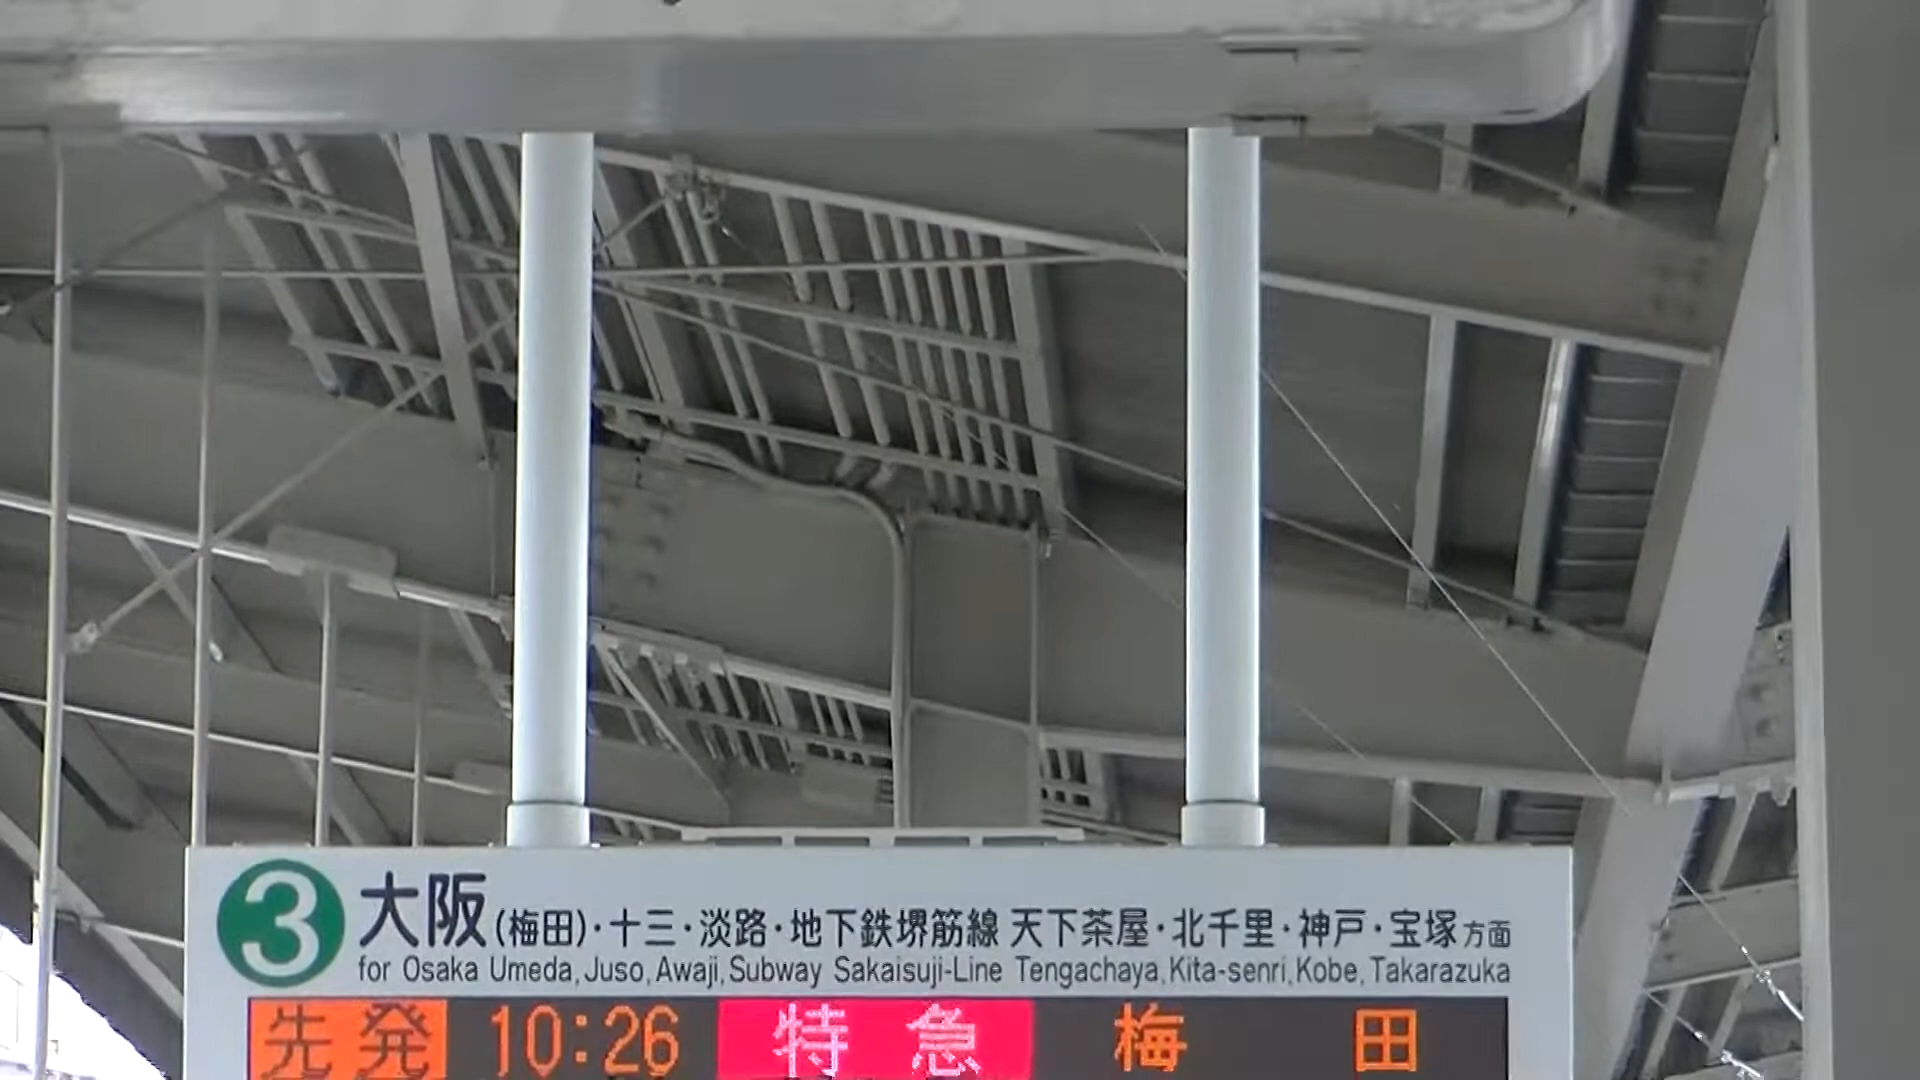 3 大阪(梅田)・十三・淡路・地下鉄堺筋線 天下茶屋・北千里・神戸・宝塚方面
for Osaka Umeda,Juso,Awaji,Subway Sakaisuji-Line Tengachaya,Kita-senri,Kobe,Takarazuka
先発 10:26 特急 梅田